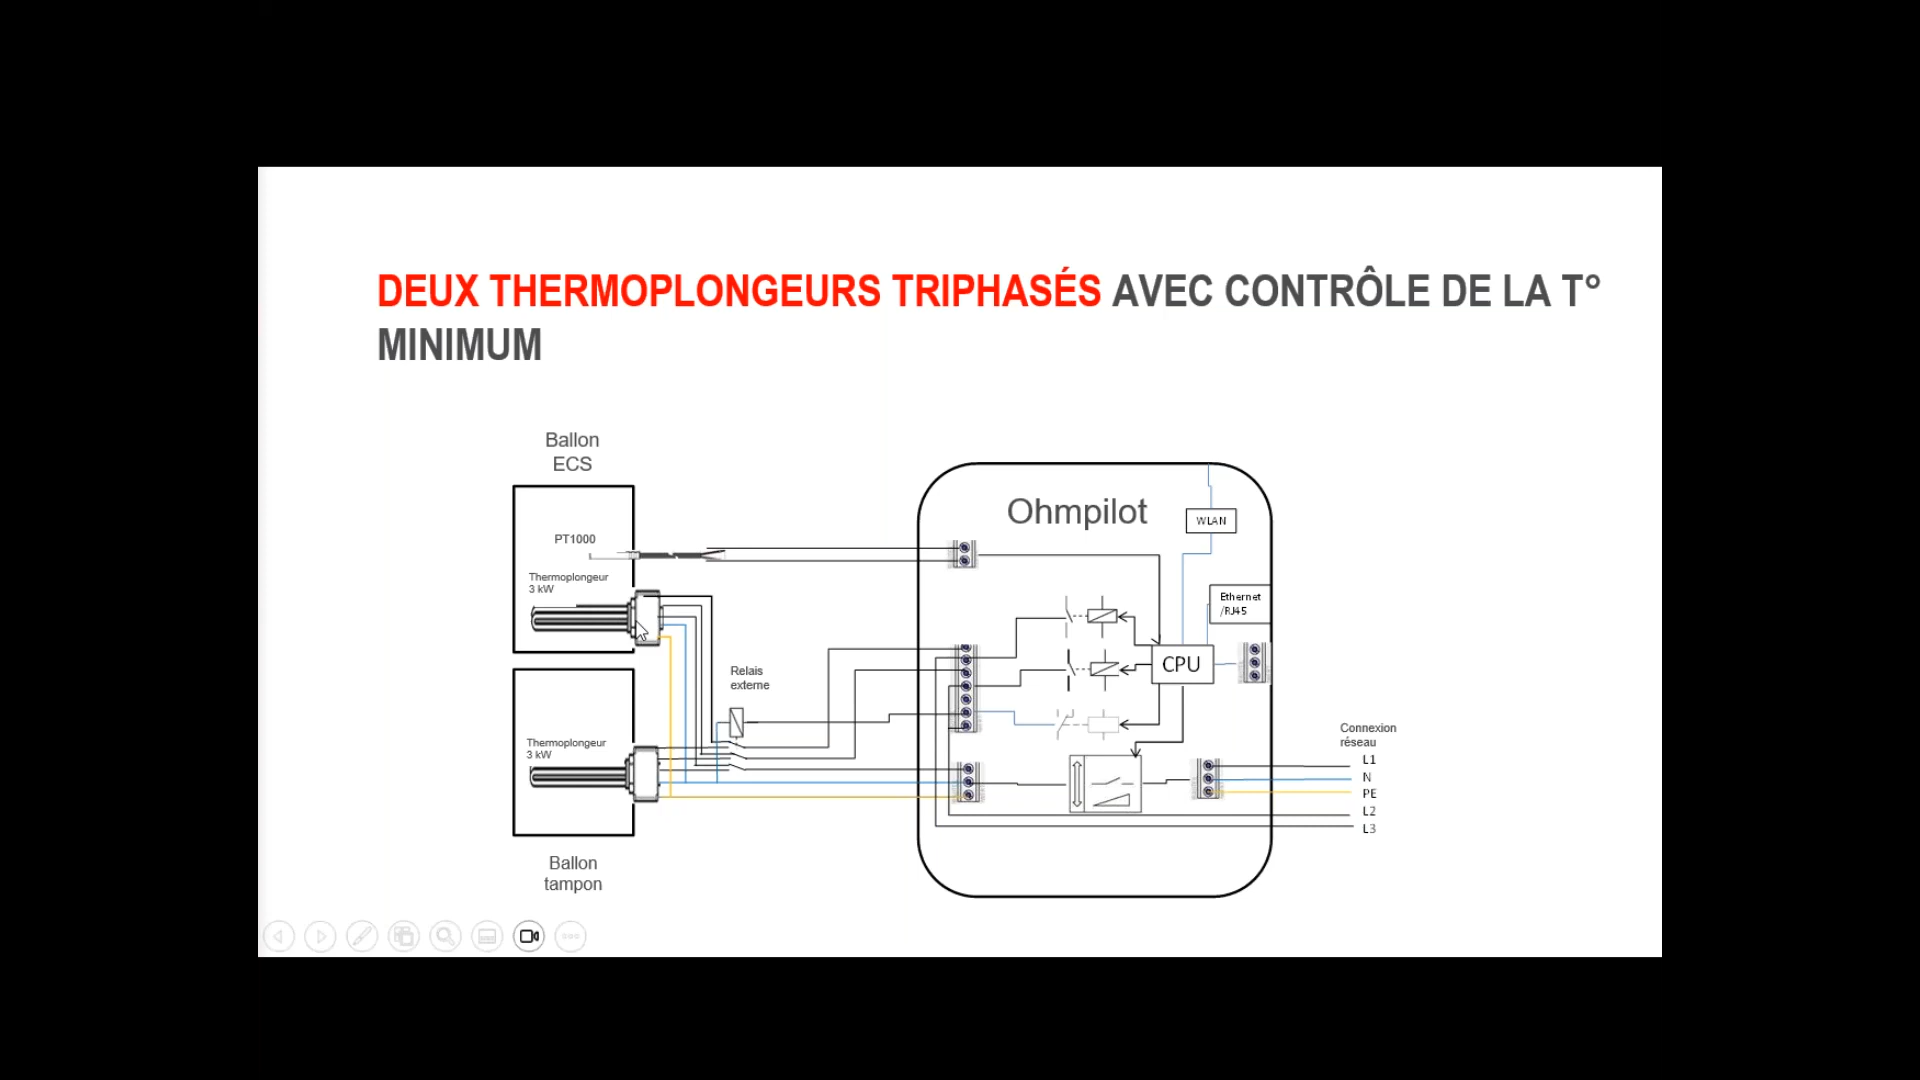 DEUX THERMOPLONGEURS TRIPHASÉS AVEC CONTRÔLE DE LA T°
MINIMUM
Ballon
ECS
PT1000
Thermoplongeur
3 kW
Relais
externe
Thermoplongeur
3 kW
Ballon
tampon
Ohmpilot
WLAN
Ethernet
/RJ45
CPU
Connexion
réseau
L1
N
PE
L2
L3